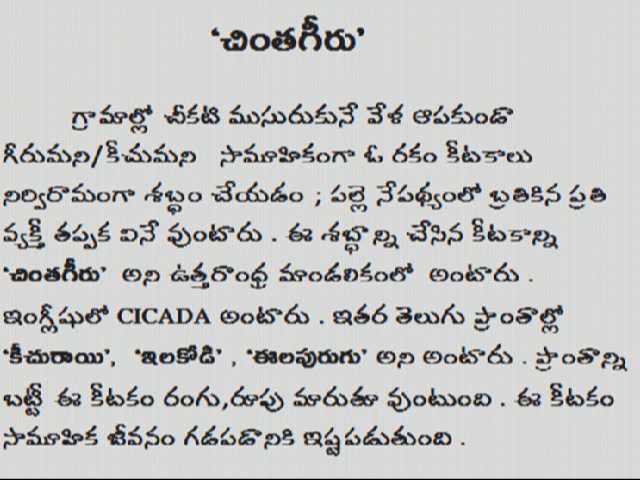 ‘చింతగీరు’
గ్రామాల్లో చీకటి ముసురుకునే వేళ ఆపకుండా
గీరుమని/కీచుమని సామూహికంగా ఓ రకం కీటకాలు
నిర్విరామంగా శబ్ధం చేయడం ; పల్లె నేపథ్యంలో బ్రతికిన ప్రతి
వ్యక్తీ తప్పక వినే వుంటారు . ఈ శబ్ధాన్ని చేసిన కీటకాన్ని
‘చింతగీరు’ అని ఉత్తరాంధ్ర మాండలికంలో అంటారు .
ఇంగ్లీషులో CICADA అంటారు . ఇతర తెలుగు ప్రాంతాల్లో
‘కీచురాయి’, ‘ఇలకోడి’ , ‘ఈలపురుగు’ అని అంటారు . ప్రాంతాన్ని
బట్టీ ఈ కీటకం రంగు,రూపు మారుతూ వుంటుంది . ఈ కీటకం
సామూహిక జీవనం గడపడానికి ఇష్టపడుతుంది .